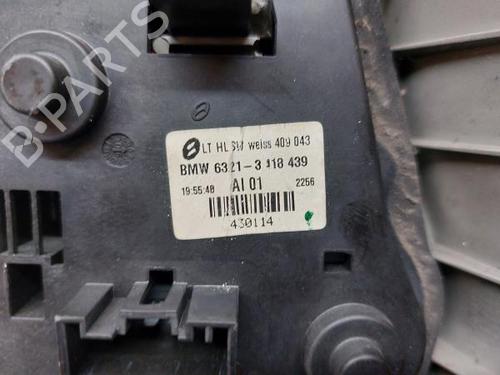 LT HL SW weiss 409 043
BMW 6321-3 418 439
19:55:48 AI 01 2256
430114
B-PARTS